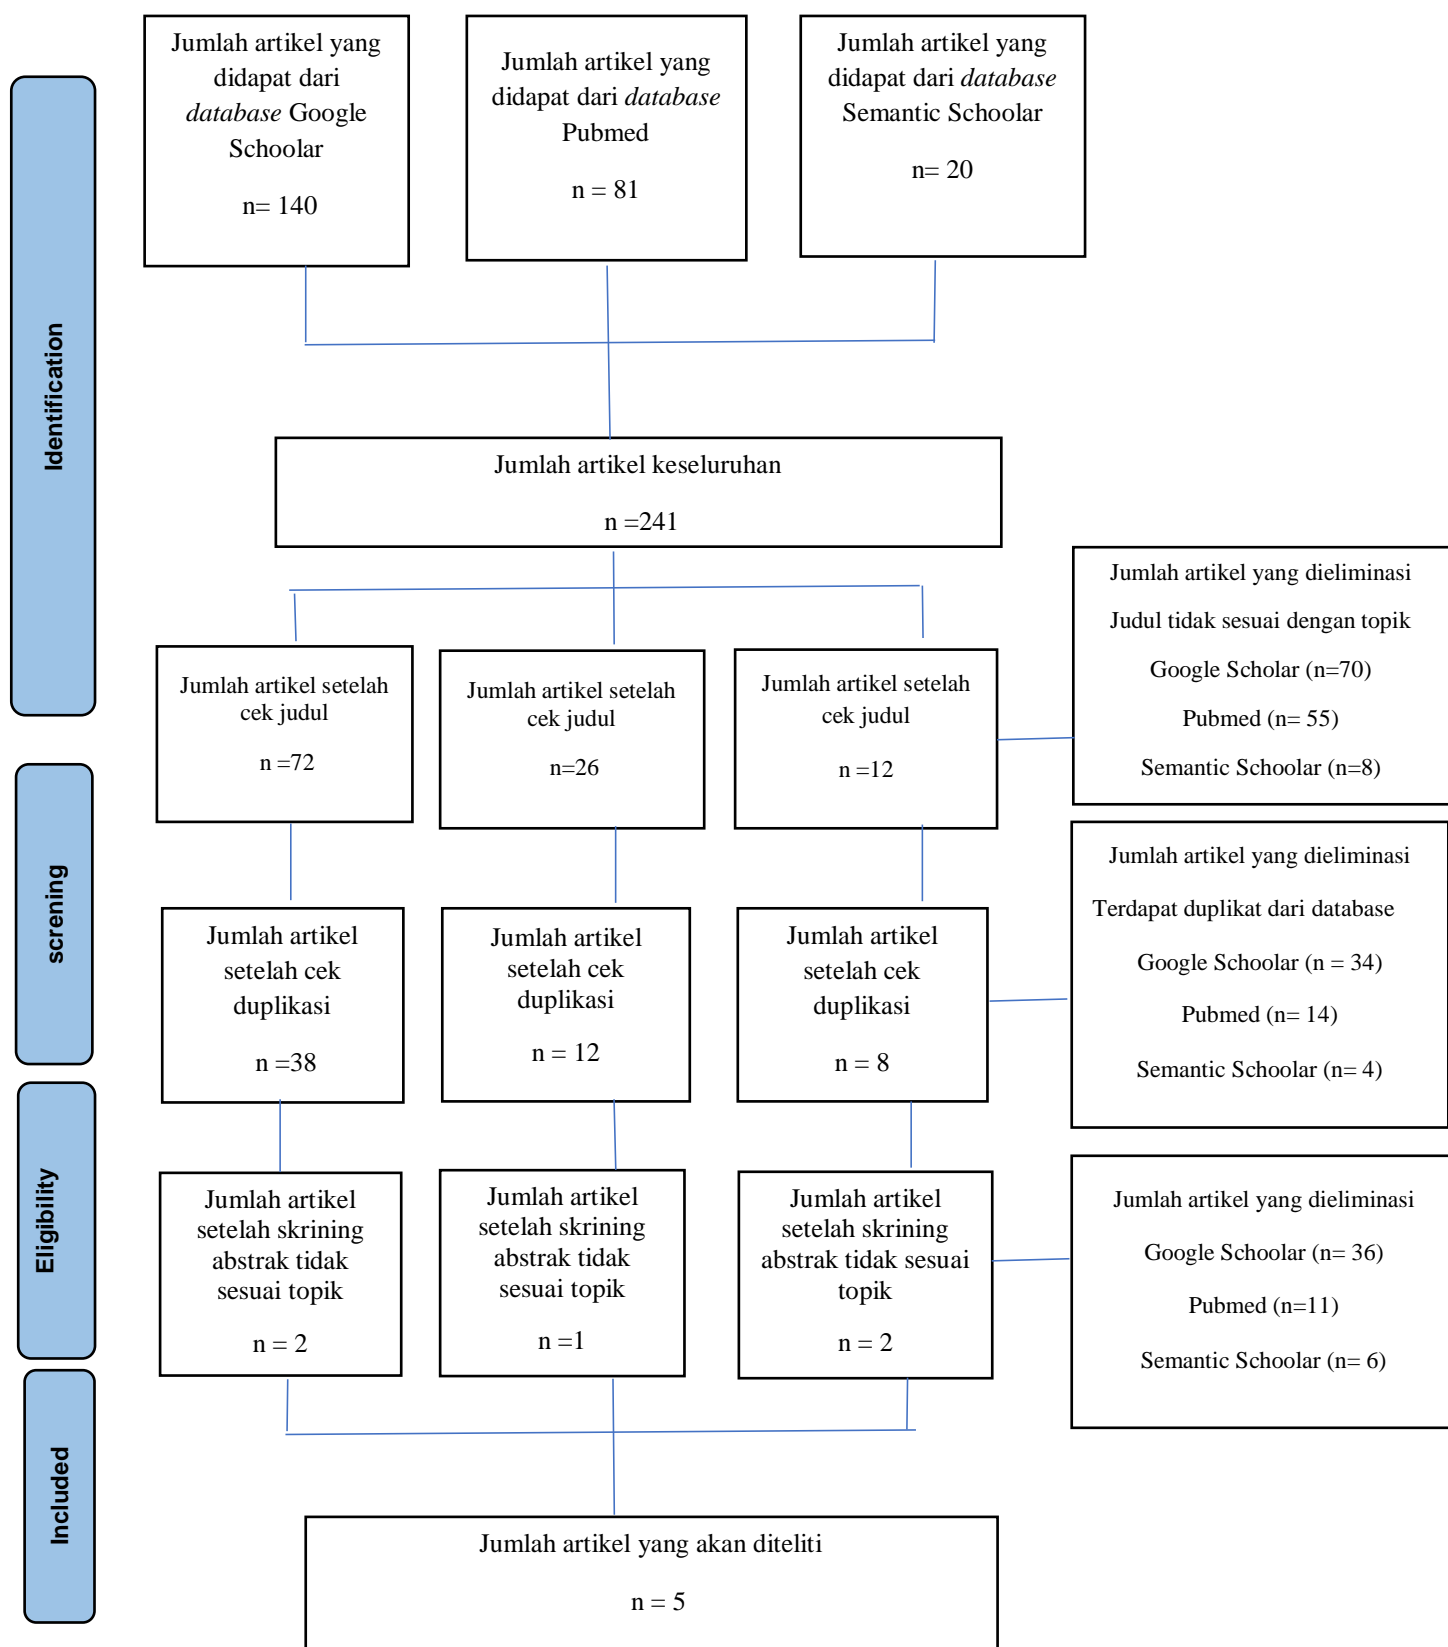 Jumlah artikel yang
didapat dari
database Google
Schoolar
n= 140
Jumlah artikel yang
didapat dari database
Pubmed
n = 81
Jumlah artikel yang
didapat dari database
Semantic Schoolar
n= 20
Identification
Jumlah artikel keseluruhan
n =241
Jumlah artikel setelah
cek judul
n =72
Jumlah artikel setelah
cek judul
n=26
Jumlah artikel setelah
cek judul
n =12
Jumlah artikel yang dieliminasi
Judul tidak sesuai dengan topik
Google Scholar (n=70)
Pubmed (n= 55)
Semantic Schoolar (n=8)
screning
Jumlah artikel
setelah cek
duplikasi
n =38
Jumlah artikel
setelah cek
duplikasi
n = 12
Jumlah artikel
setelah cek
duplikasi
n = 8
Jumlah artikel yang dieliminasi
Terdapat duplikat dari database
Google Schoolar (n = 34)
Pubmed (n= 14)
Semantic Schoolar (n= 4)
Eligibility
Jumlah artikel
setelah skrining
abstrak tidak
sesuai topik
n = 2
Jumlah artikel
setelah skrining
abstrak tidak
sesuai topik
n =1
Jumlah artikel
setelah skrining
abstrak tidak sesuai
topik
n = 2
Jumlah artikel yang dieliminasi
Google Schoolar (n= 36)
Pubmed (n=11)
Semantic Schoolar (n= 6)
Included
Jumlah artikel yang akan diteliti
n = 5